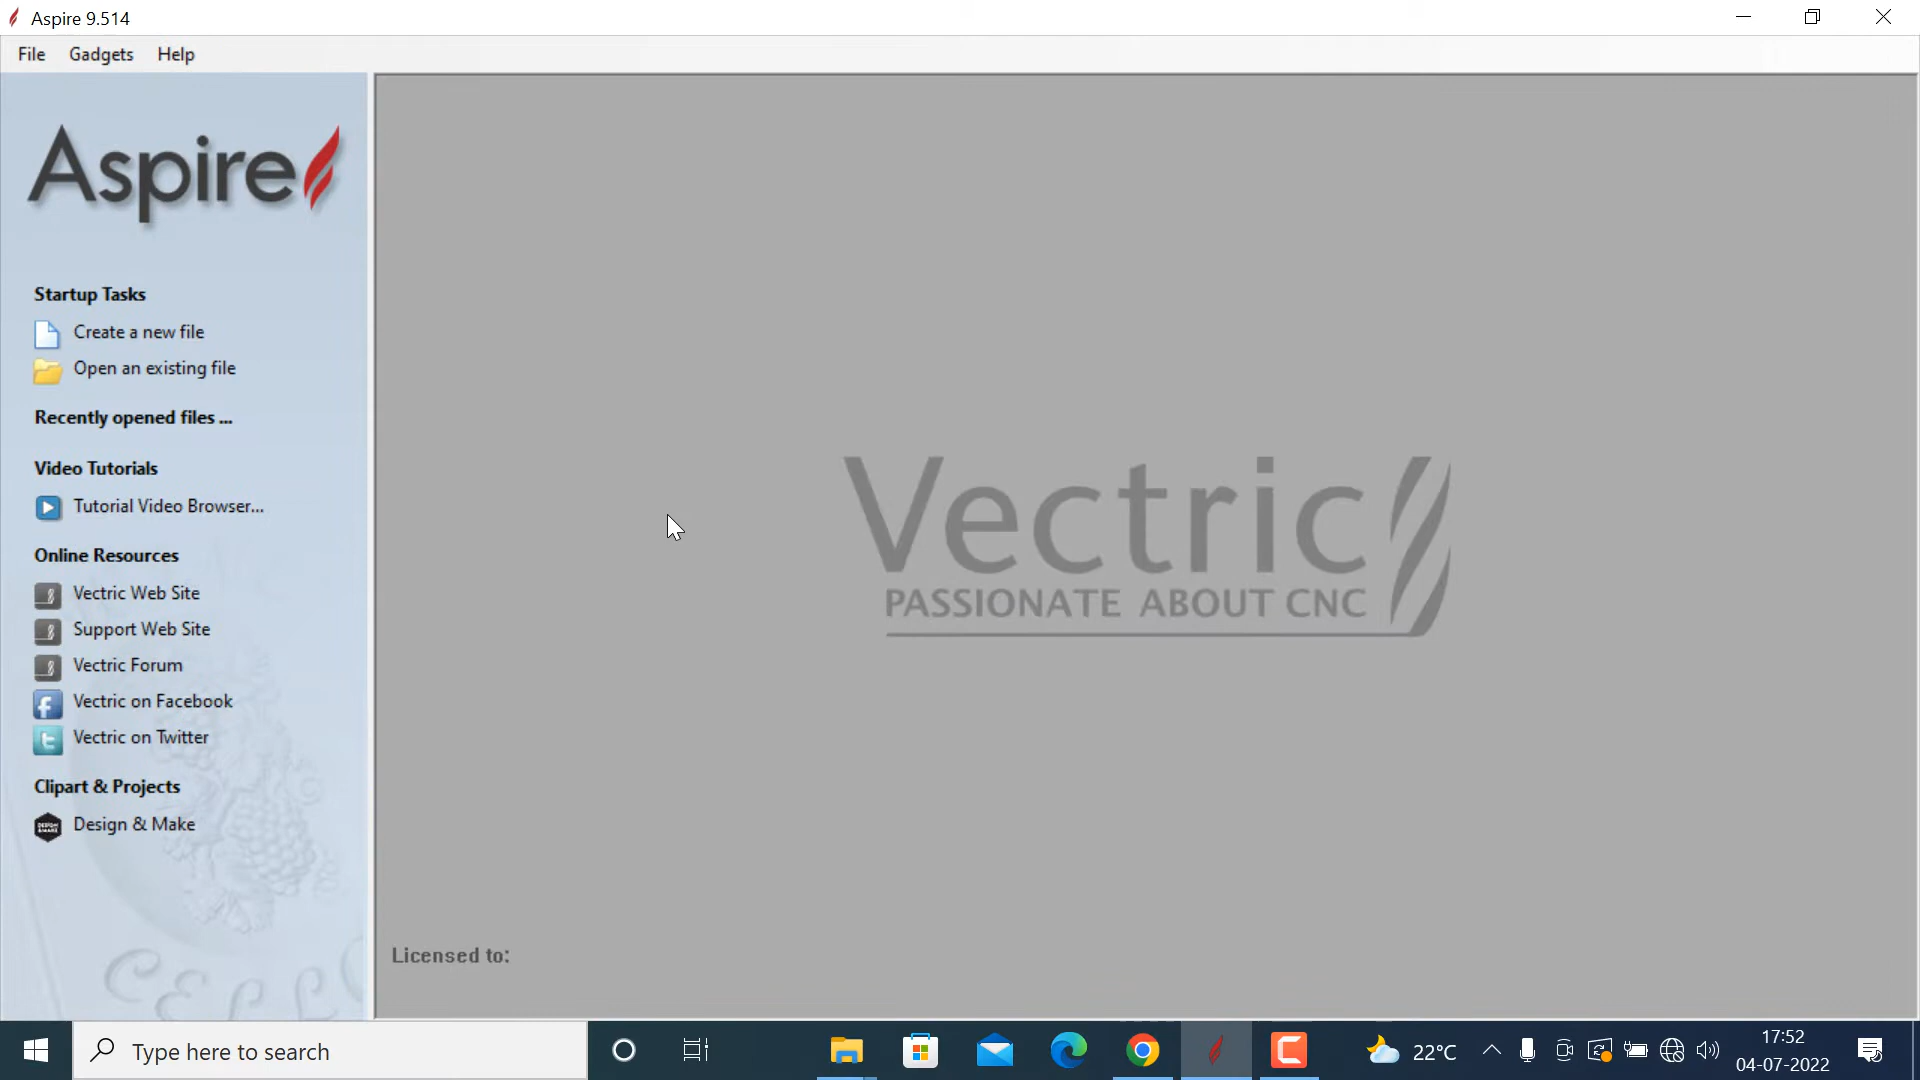 Aspire 9.514
File Gadgets Help
Aspire
Startup Tasks
Create a new file
Open an existing file
Recently opened files ...
Video Tutorials
Tutorial Video Browser...
Online Resources
Vectric Web Site
Support Web Site
Vectric Forum
Vectric on Facebook
Vectric on Twitter
Clipart & Projects
Design & Make
Vectric
PASSIONATE ABOUT CNC
Licensed to:
Type here to search
22°C
17:52
04-07-2022